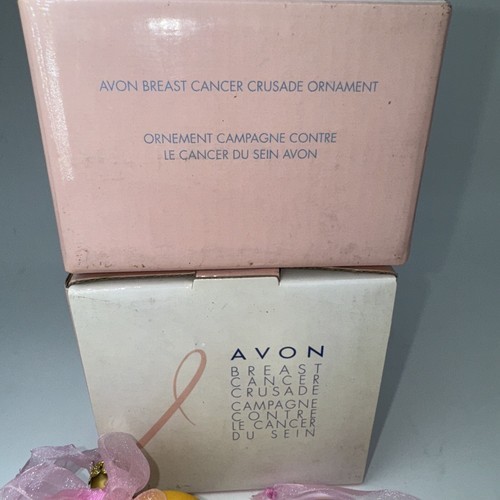 AVON BREAST CANCER CRUSADE ORNAMENT
ORNEMENT CAMPAGNE CONTRE
LE CANCER DU SEIN AVON
AVON
BREAST
CANCER
CRUSADE
CAMPAGNE
CONTRE
LE CANCER
DU SEIN